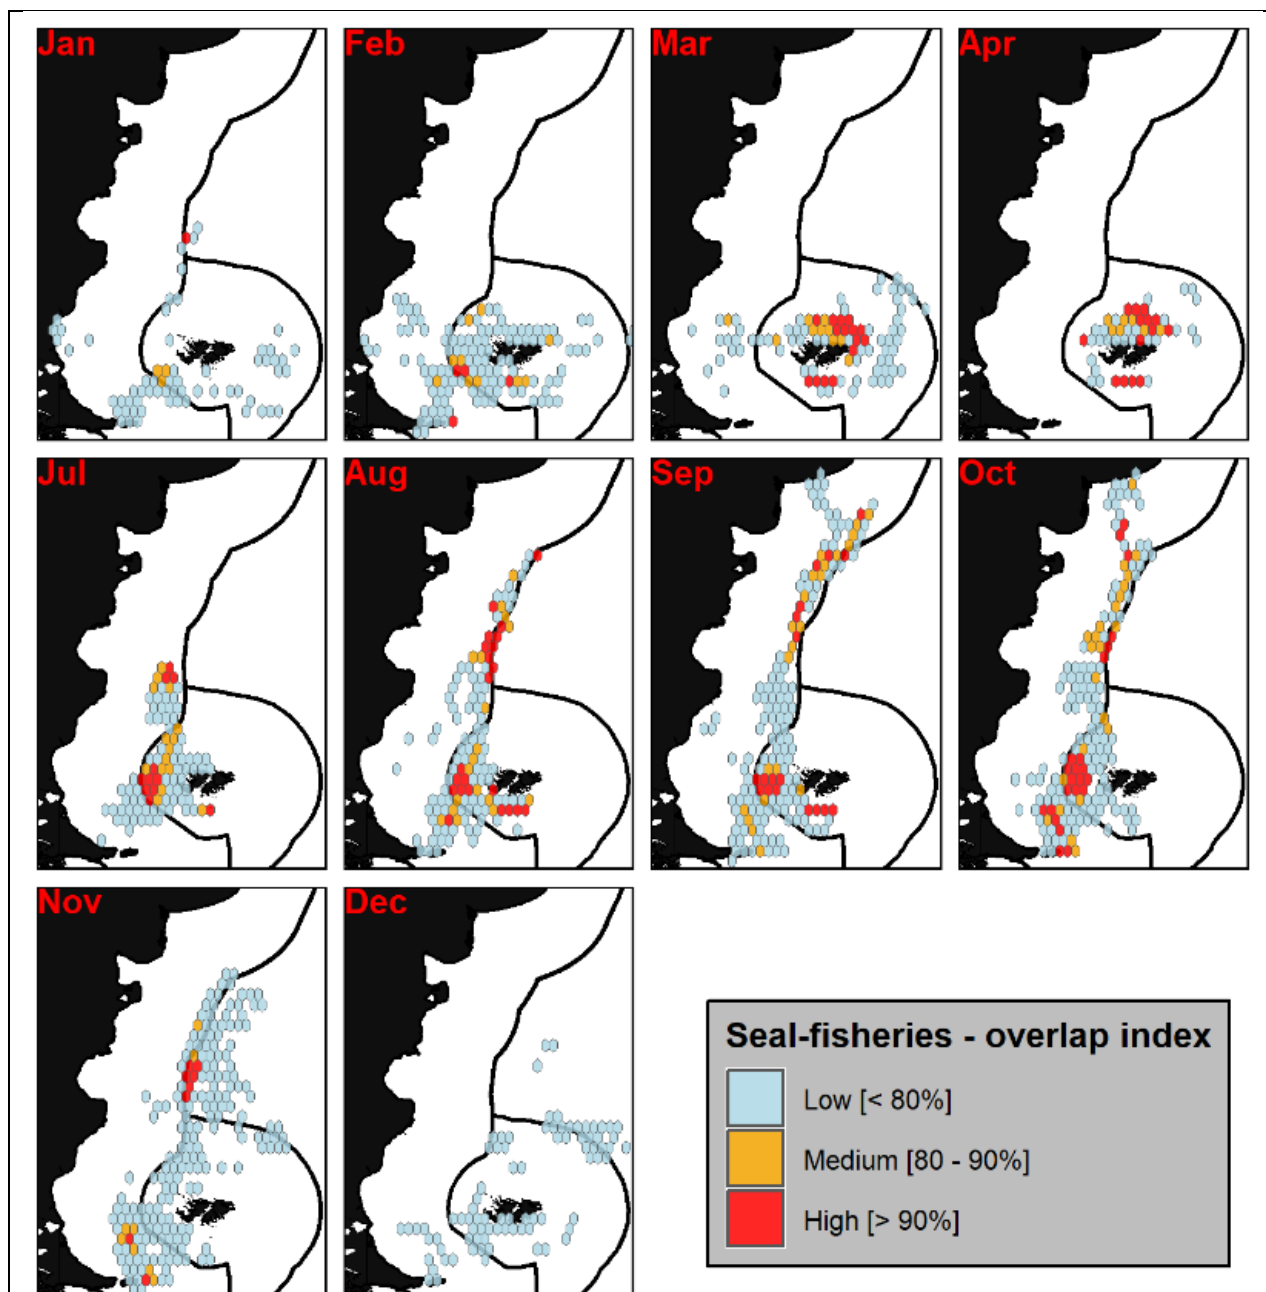 Jan
Feb
Mar
Apr
Jul
Aug
Sep
Oct
Nov
Dec
Seal-fisheries - overlap index
Low [< 80%]
Medium [80 - 90%]
High [> 90%]